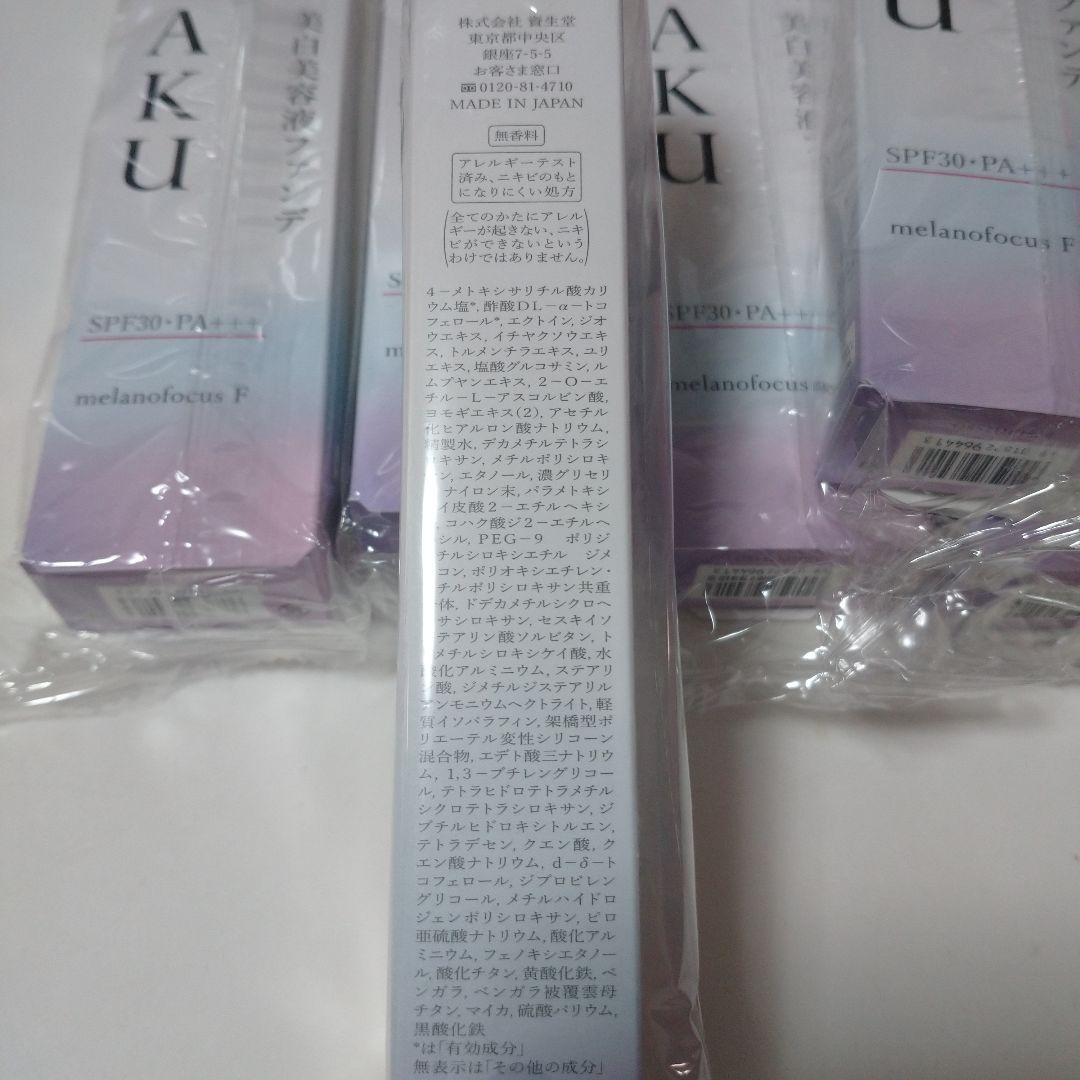 株式会社 資生堂
東京都中央区
銀座7-5-5
お客さま窓口
0120-81-4710
MADE IN JAPAN
無香料
アレルギーテスト
済み、ニキビのもと
になりにくい処方
全てのかたにアレル
ギーが起きない、ニキ
ビができないという
わけではありません。
4－メトキシサリチル酸カリ
ウム塩*, 酢酸DL－α－トコ
フェロール*, エクトイン, ジオ
ウエキス, イチヤクソウエキ
ス, トルメンチラエキス, ユリ
エキス, 塩酸グルコサミン, ル
ムプヤンエキス, 2－O－エ
チル－L－アスコルビン酸,
ヨモギエキス(2), アセチル
化ヒアルロン酸ナトリウム,
精製水, デカメチルテトラシ
ロキサン, メチルポリシロキ
ン, エタノール, 濃グリセリ
ナイロン末, パラメトキシ
イ皮酸2－エチルヘキシ
, コハク酸ジ2－エチルヘ
シル, PEG－9 ポリジ
チルシロキシエチル ジメ
コン, ポリオキシエチレン・
チルポリシロキサン共重
体, ドデカメチルシクロヘ
サシロキサン, セスキイソ
テアリン酸ソルビタン, ト
メチルシロキシケイ酸, 水
酸化アルミニウム, ステアリ
ン酸, ジメチルジステアリル
アンモニウムヘクトライト, 軽
質イソパラフィン, 架橋型ポ
リエーテル変性シリコーン
混合物, エデト酸三ナトリウ
ム, 1,3－ブチレングリコー
ル, テトラヒドロテトラメチル
シクロテトラシロキサン, ジ
ブチルヒドロキシトルエン,
テトラデセン, クエン酸, ク
エン酸ナトリウム, d－δ－ト
コフェロール, ジプロピレン
グリコール, メチルハイドロ
ジェンポリシロキサン, ピロ
亜硫酸ナトリウム, 酸化アル
ミニウム, フェノキシエタノー
ル, 酸化チタン, 黄酸化鉄, ベ
ンガラ, ベンガラ被覆雲母
チタン, マイカ, 硫酸バリウム,
黒酸化鉄
*は「有効成分」
無表示は「その他の成分」
AKU
美白美容液ファンデ
SPF30・PA+++
melanofocus F
AKU
美白美容液
SPF30・PA++
melanofocus
U
ファンデ
SPF30・PA+++
melanofocus F